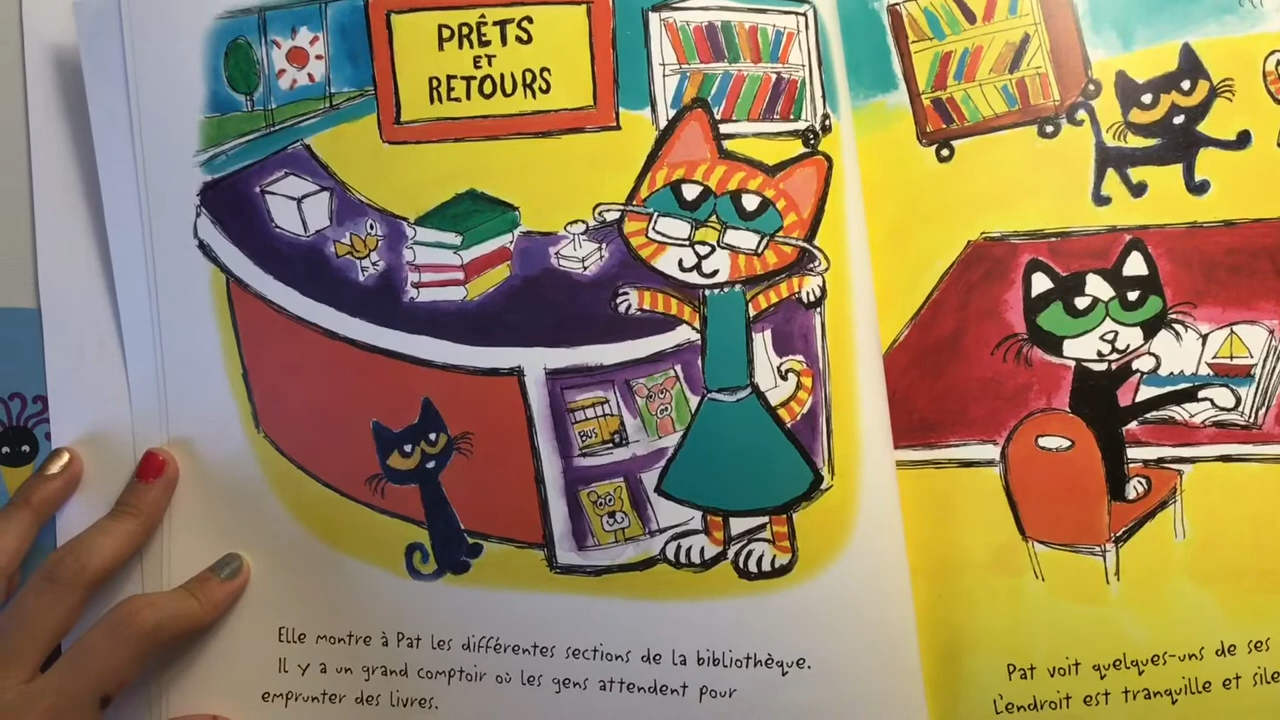 PRÊTS
ET
RETOURS
BUS
Elle montre à Pat les différentes sections de la bibliothèque.
Il y a un grand comptoir où les gens attendent pour
emprunter des livres.
Pat voit quelques-uns de ses
L'endroit est tranquille et